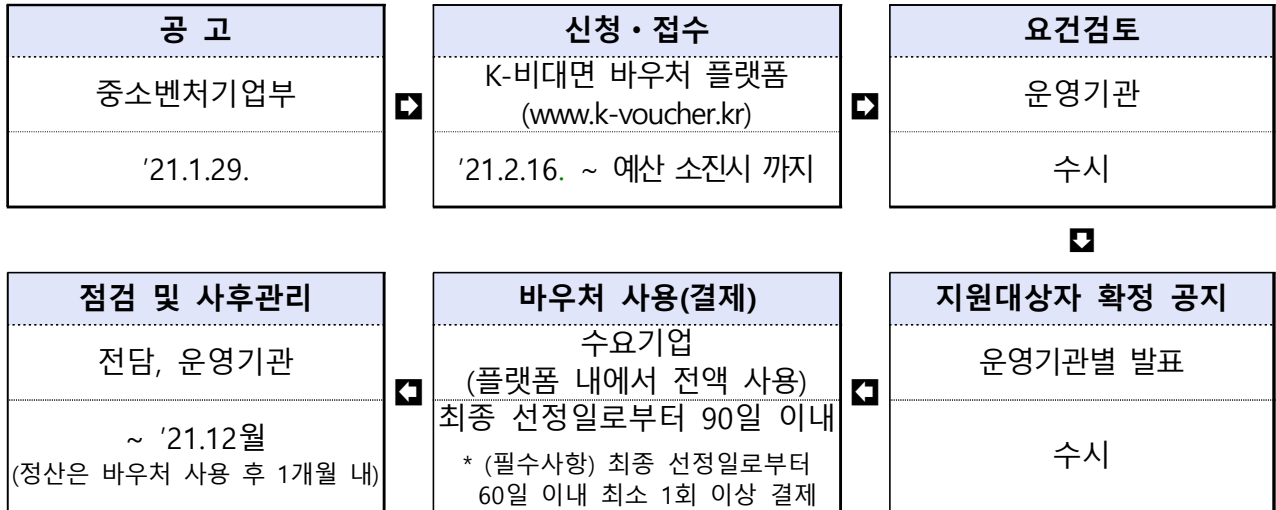 공 고
중소벤처기업부
'21.1.29.
신청·접수
K-비대면 바우처 플랫폼
(www.k-voucher.kr)
'21.2.16. ~ 예산 소진시 까지
요건검토
운영기관
수시
지원대상자 확정 공지
운영기관별 발표
수시
바우처 사용(결제)
수요기업
(플랫폼 내에서 전액 사용)
최종 선정일로부터 90일 이내
* (필수사항) 최종 선정일로부터
60일 이내 최소 1회 이상 결제
점검 및 사후관리
전담, 운영기관
~ '21.12월
(정산은 바우처 사용 후 1개월 내)